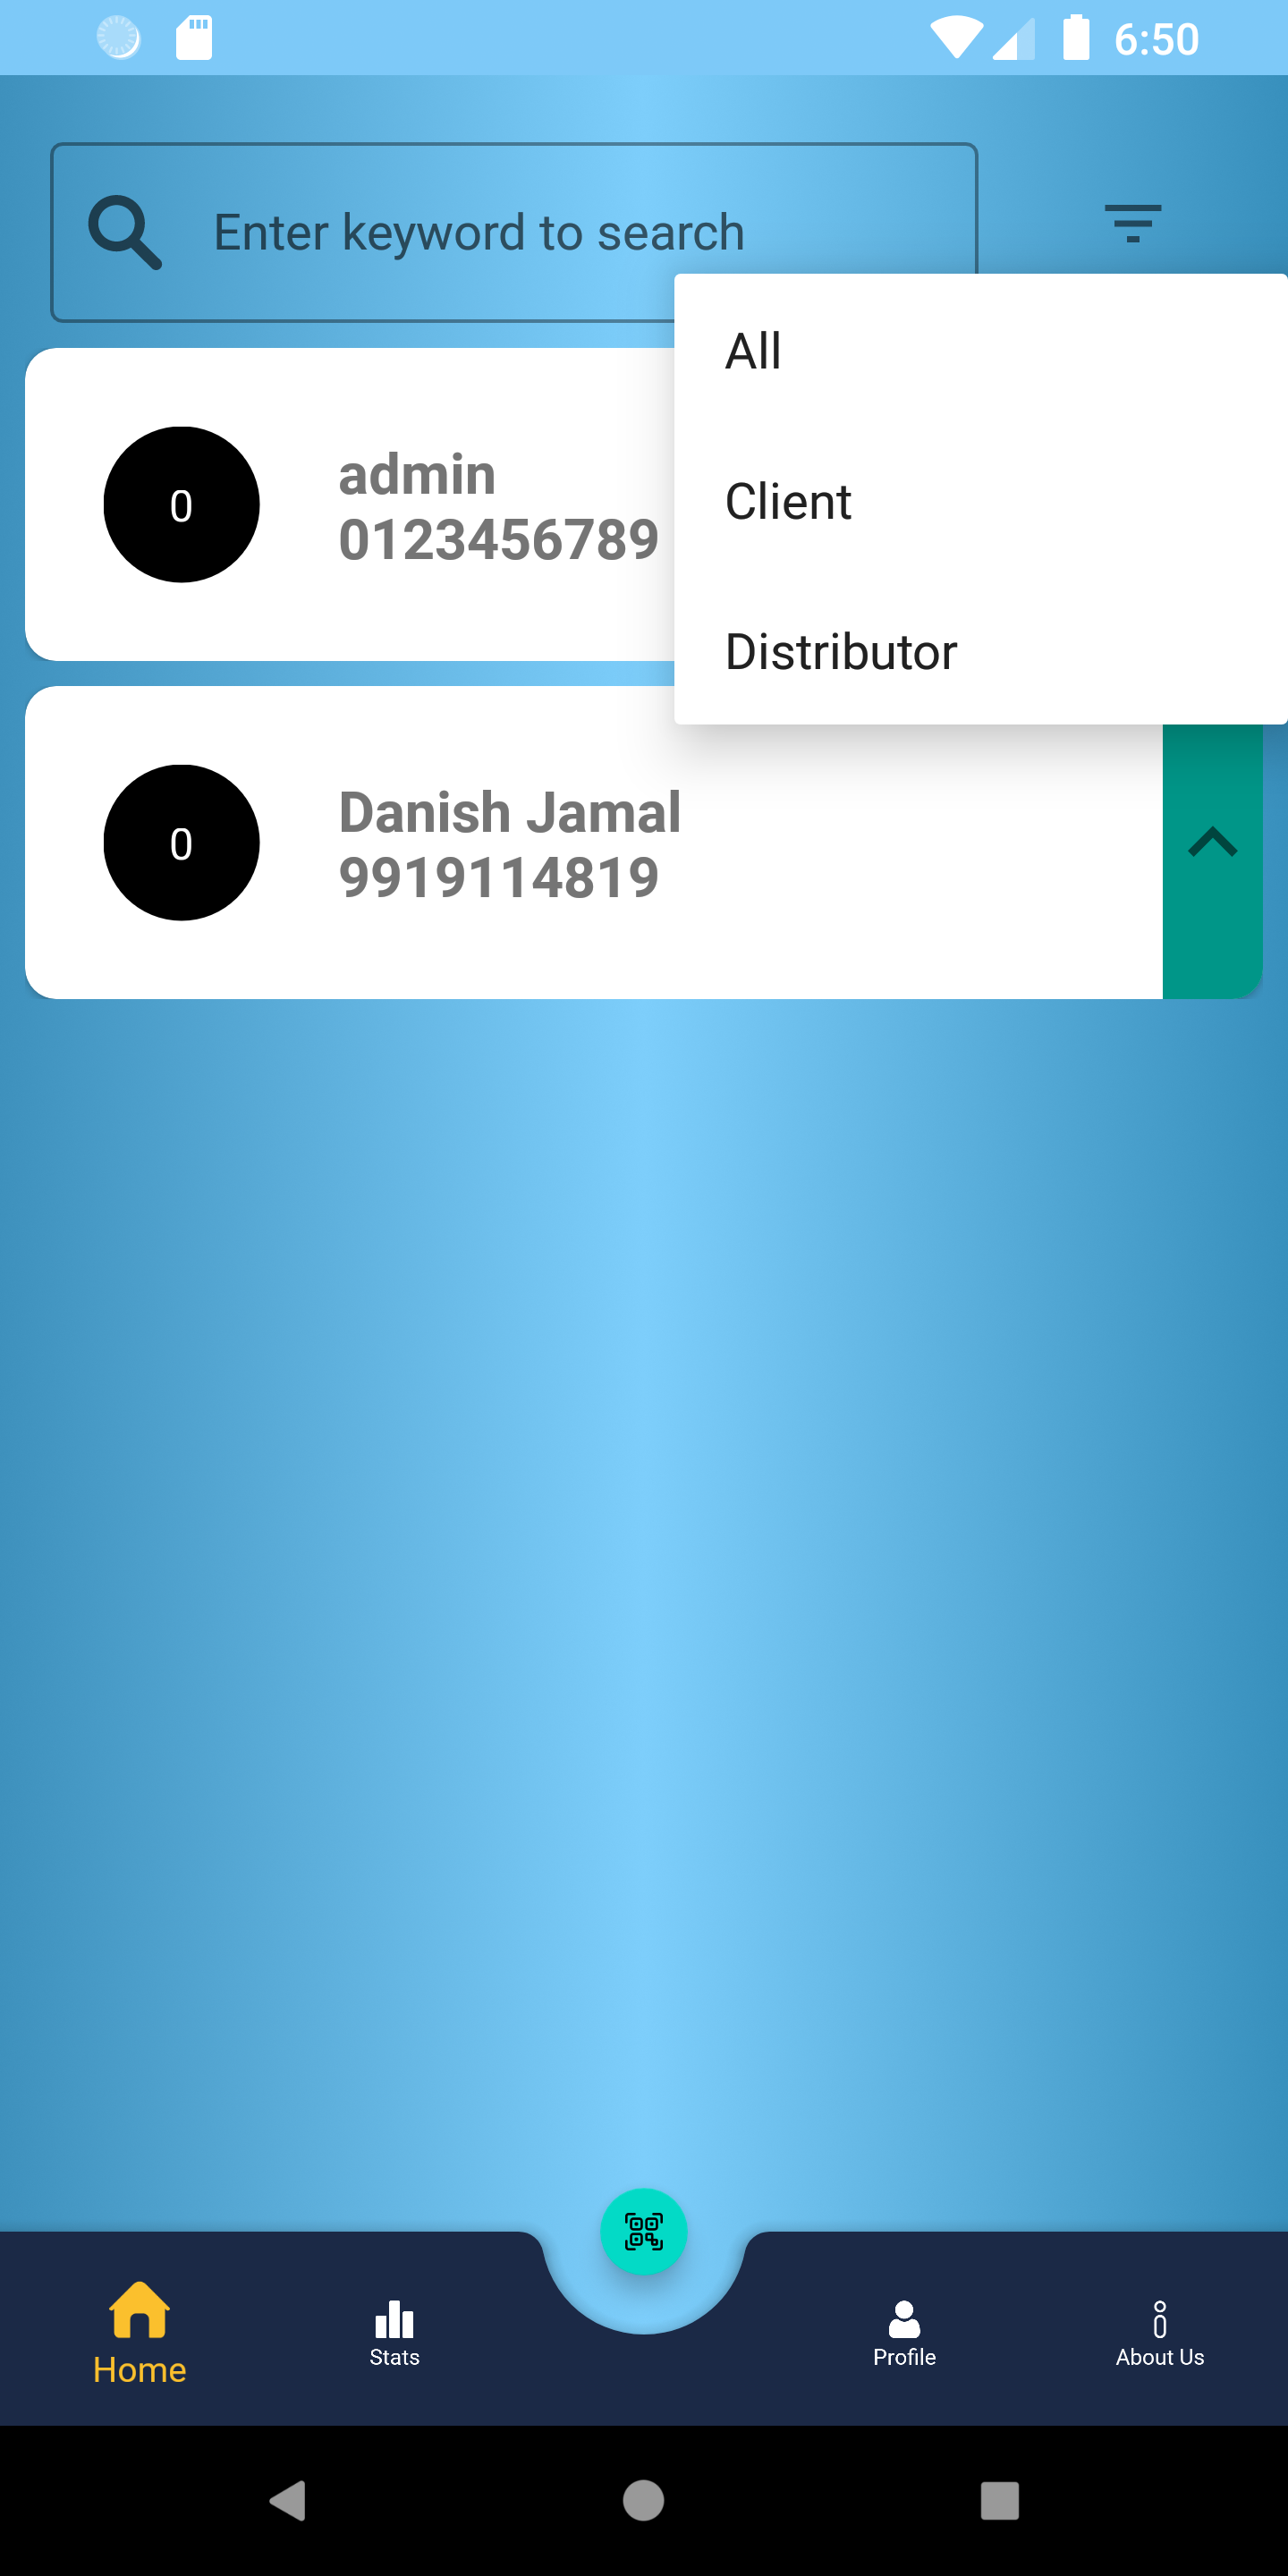 6:50
Enter keyword to search
All
Client
Distributor
0
admin
0123456789
0
Danish Jamal
9919114819
Home
Stats
Profile
About Us